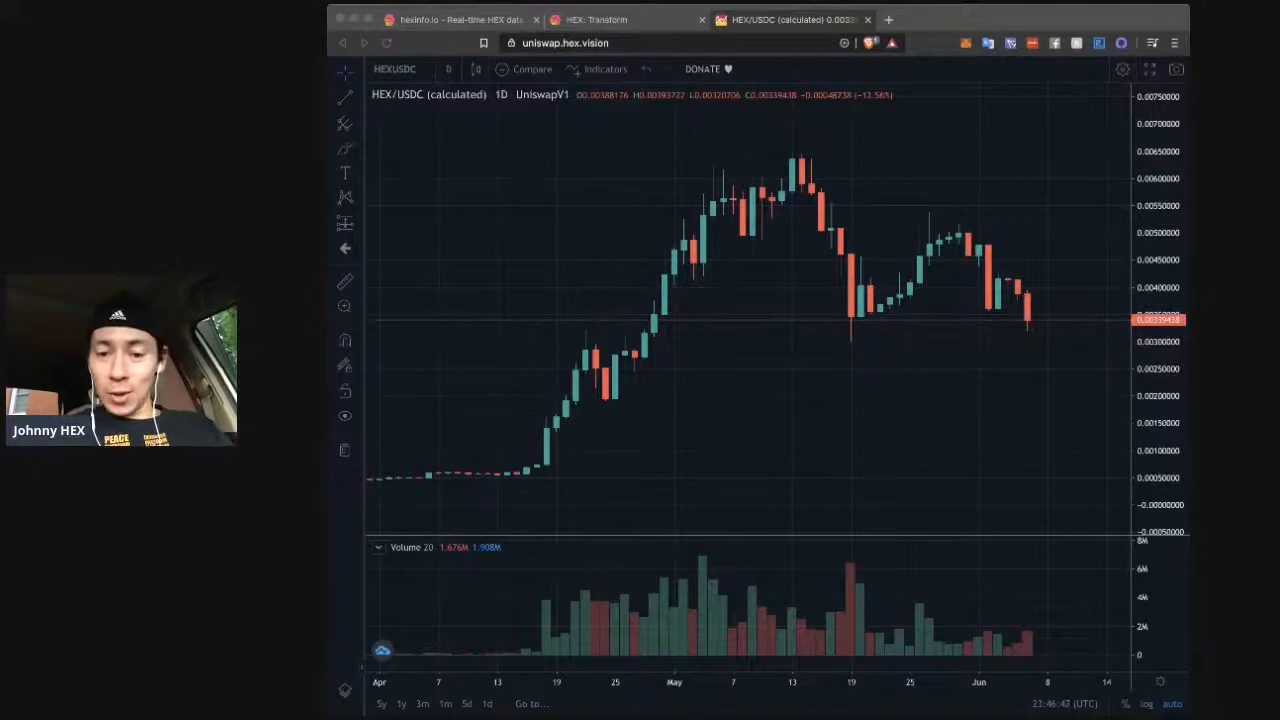 hexinfo.io - Real-time HEX data
HEX: Transform
HEX/USDC (calculated) 0.0033
uniswap.hex.vision
HEXUSDC
D
Compare
Indicators
DONATE ♥
HEX/USDC (calculated) 1D UniswapV1 O0.00388176 H0.00393722 L0.00320706 C0.00339438 −0.00048738 (−12.56%)
0.00750000
0.00700000
0.00650000
0.00600000
0.00550000
0.00500000
0.00450000
0.00400000
0.00339438
0.00300000
0.00250000
0.00200000
0.00150000
0.00100000
0.00050000
−0.00000000
−0.00050000
Johnny HEX
PEACE
Volume 20 1.676M 1.908M
8M
6M
4M
2M
0
Apr 7 13 19 25 May 7 13 19 25 Jun 8 14
5y 1y 3m 1m 5d 1d Go to...
23:46:47 (UTC) % log auto